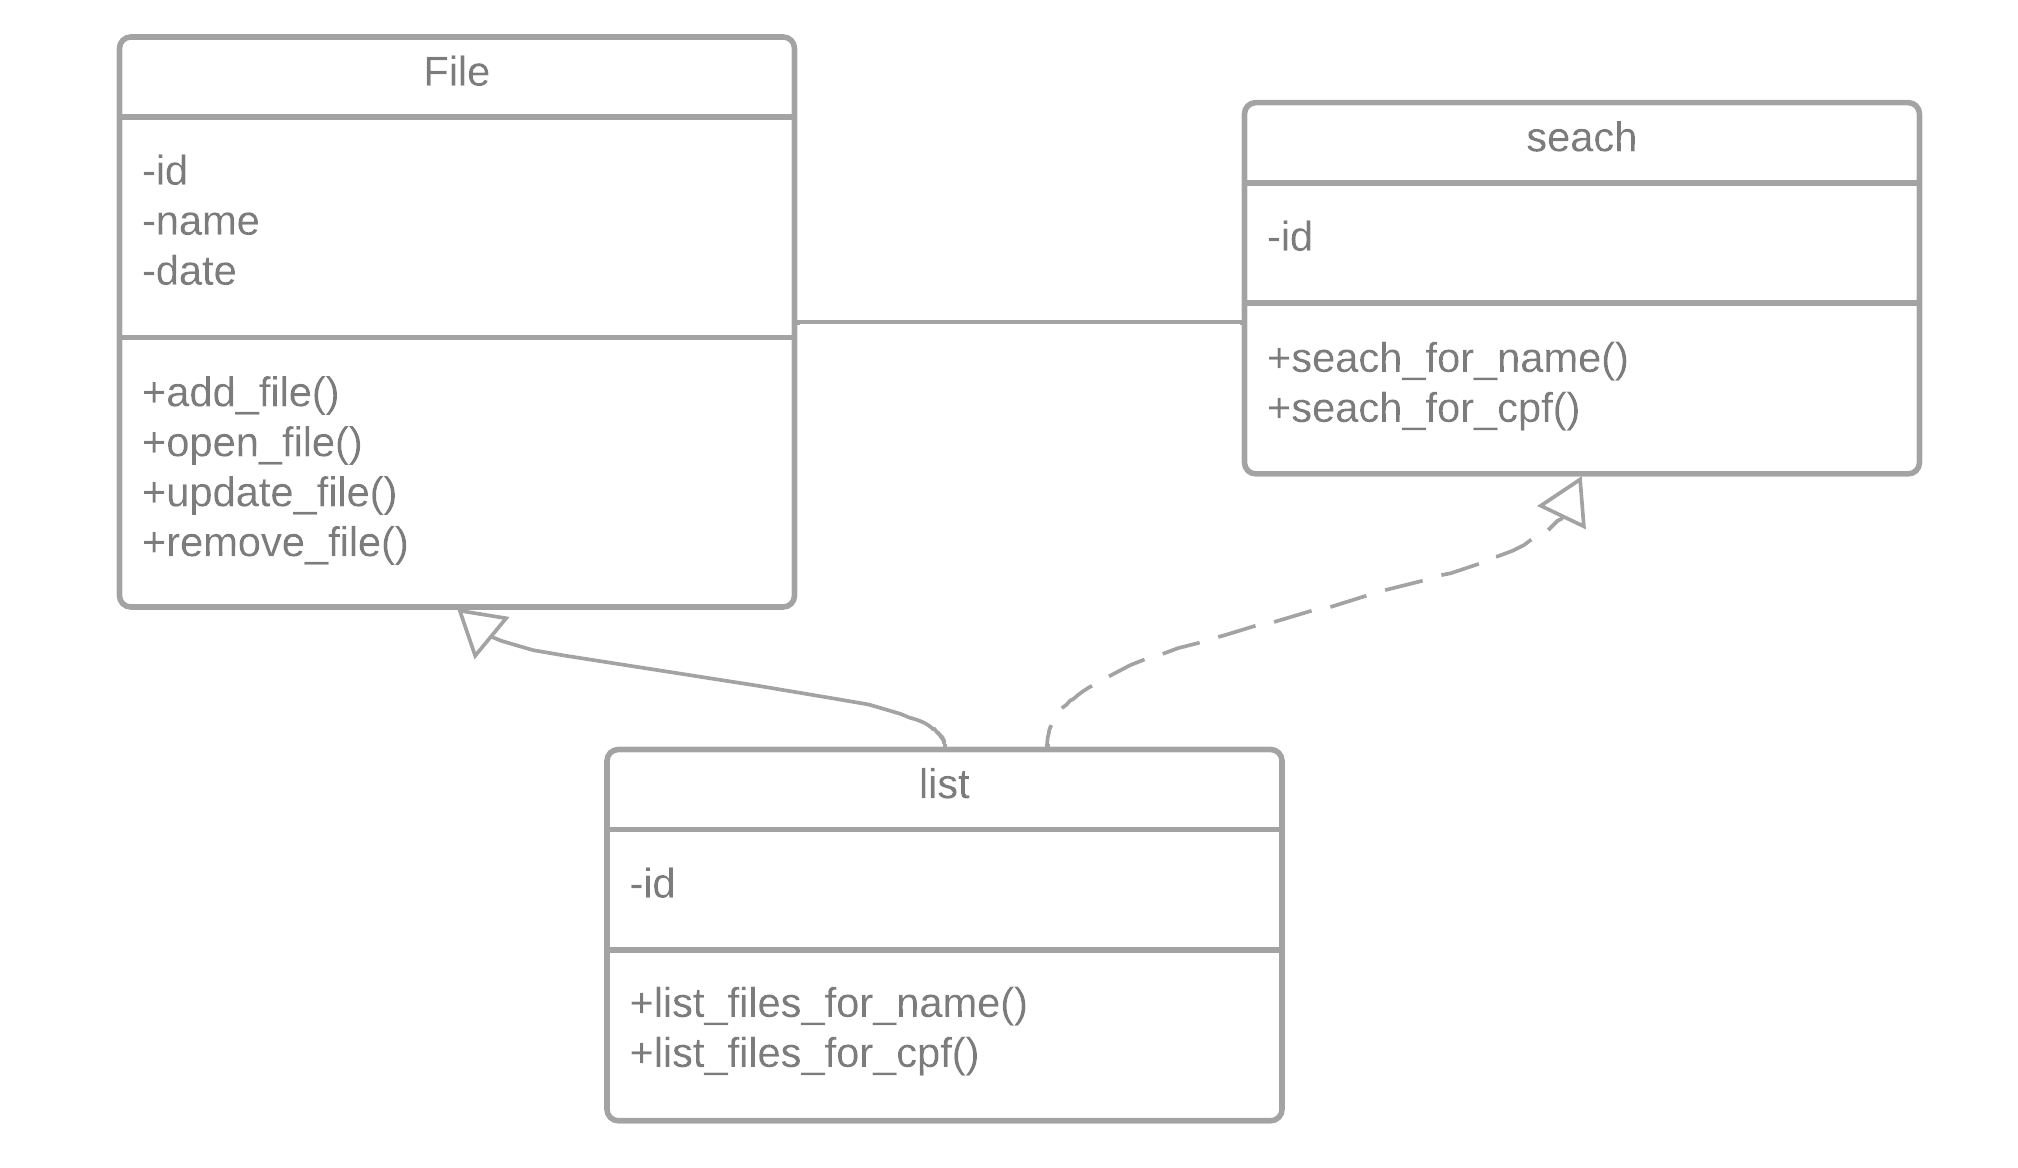 File
-id
-name
-date
+add_file()
+open_file()
+update_file()
+remove_file()
seach
-id
+seach_for_name()
+seach_for_cpf()
list
-id
+list_files_for_name()
+list_files_for_cpf()